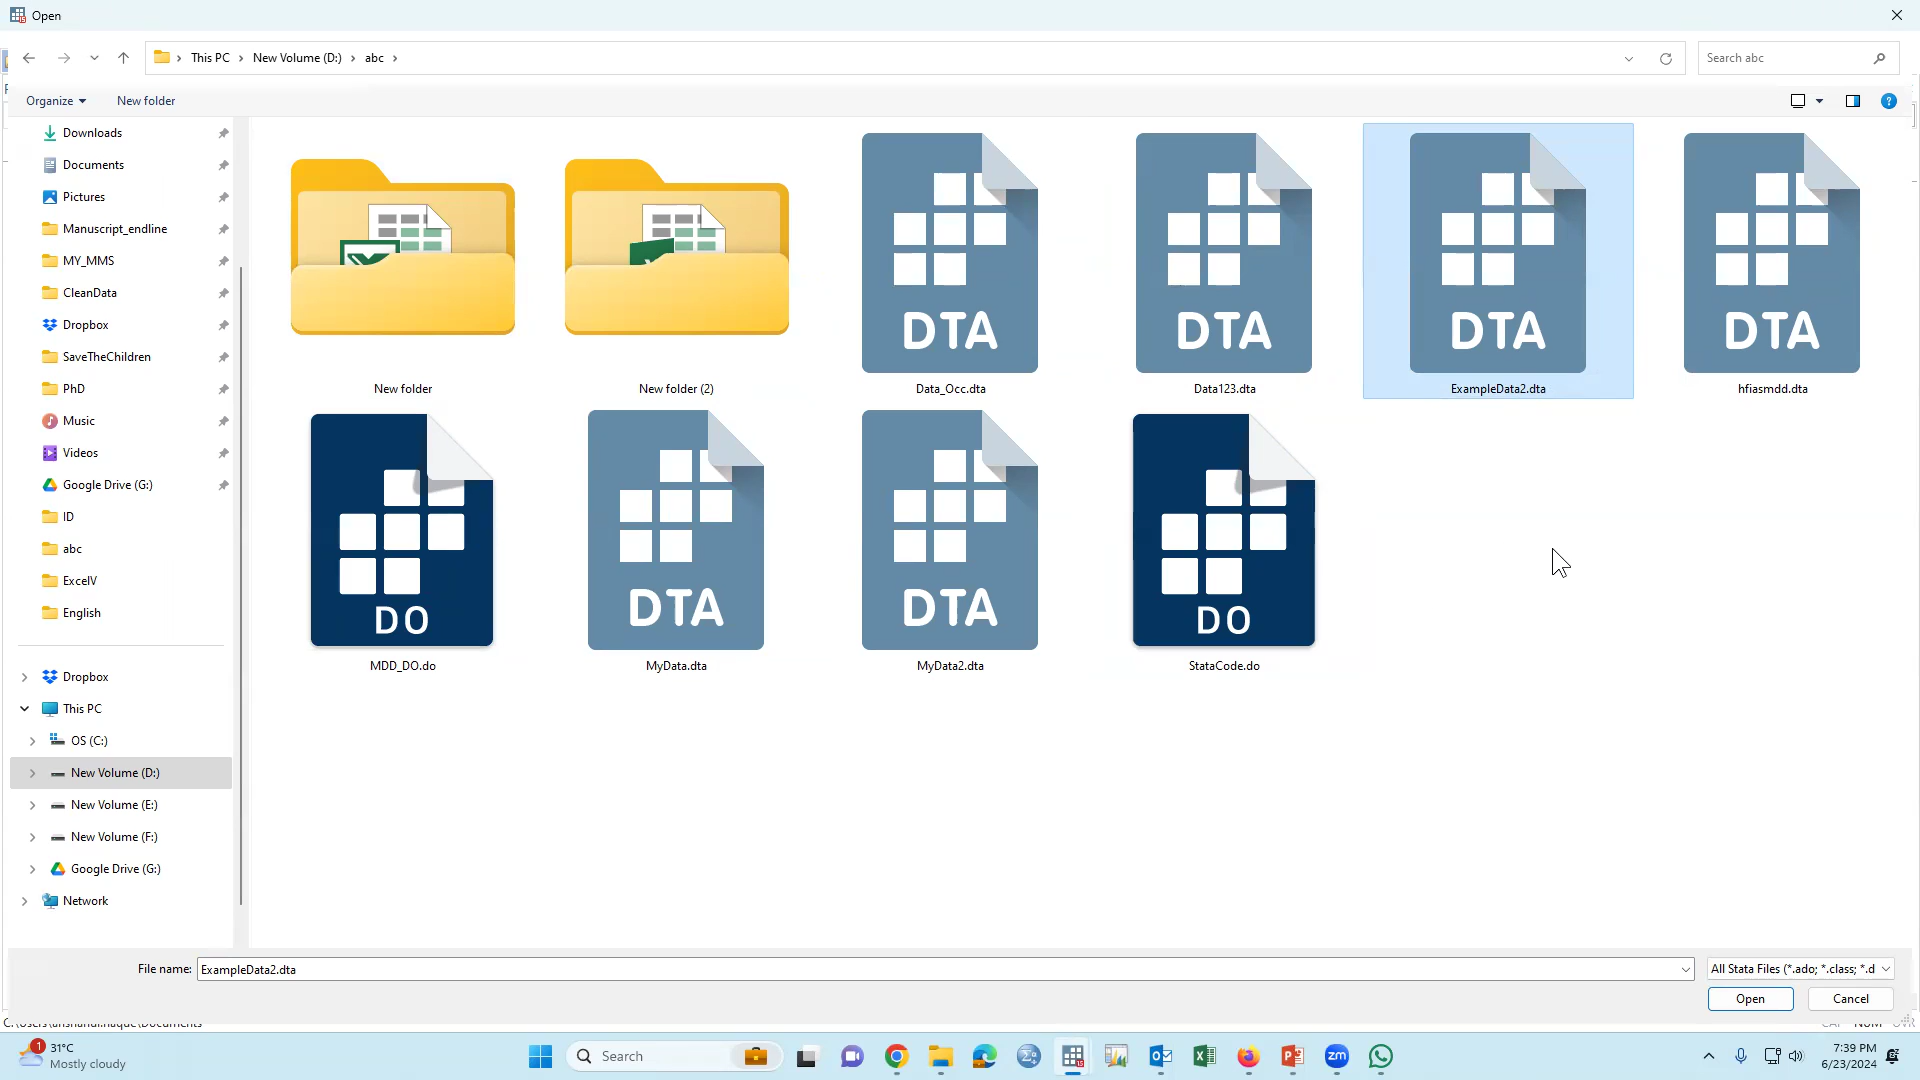 Open
This PC
New Volume (D:)
abc
Search abc
Organize
New folder
Downloads
Documents
Pictures
Manuscript_endline
MY_MMS
CleanData
Dropbox
SaveTheChildren
PhD
Music
Videos
Google Drive (G:)
ID
abc
ExcelV
English
Dropbox
This PC
OS (C:)
New Volume (D:)
New Volume (E:)
New Volume (F:)
Google Drive (G:)
Network
DTA
DTA
DTA
DTA
New folder
New folder (2)
Data_Occ.dta
Data123.dta
ExampleData2.dta
hfiasmdd.dta
DO
DTA
DTA
DO
MDD_DO.do
MyData.dta
MyData2.dta
StataCode.do
File name:
ExampleData2.dta
All Stata Files (*.ado; *.class; *.d
Open
Cancel
1
31°C
Mostly cloudy
Search
zm
7:39 PM
6/23/2024